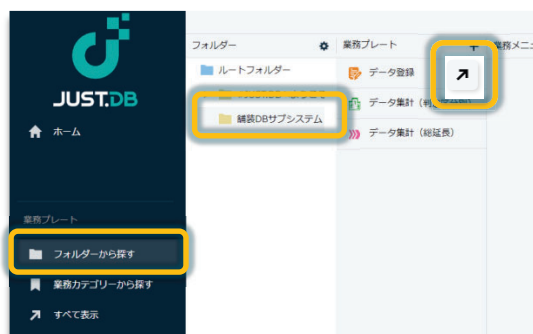 JUST.DB
ホーム
業務プレート
フォルダーから探す
業務カテゴリーから探す
すべて表示
フォルダー
ルートフォルダー
舗装DBサブシステム
業務プレート
データ登録
データ集計
データ集計（総延長）
業務メニュ